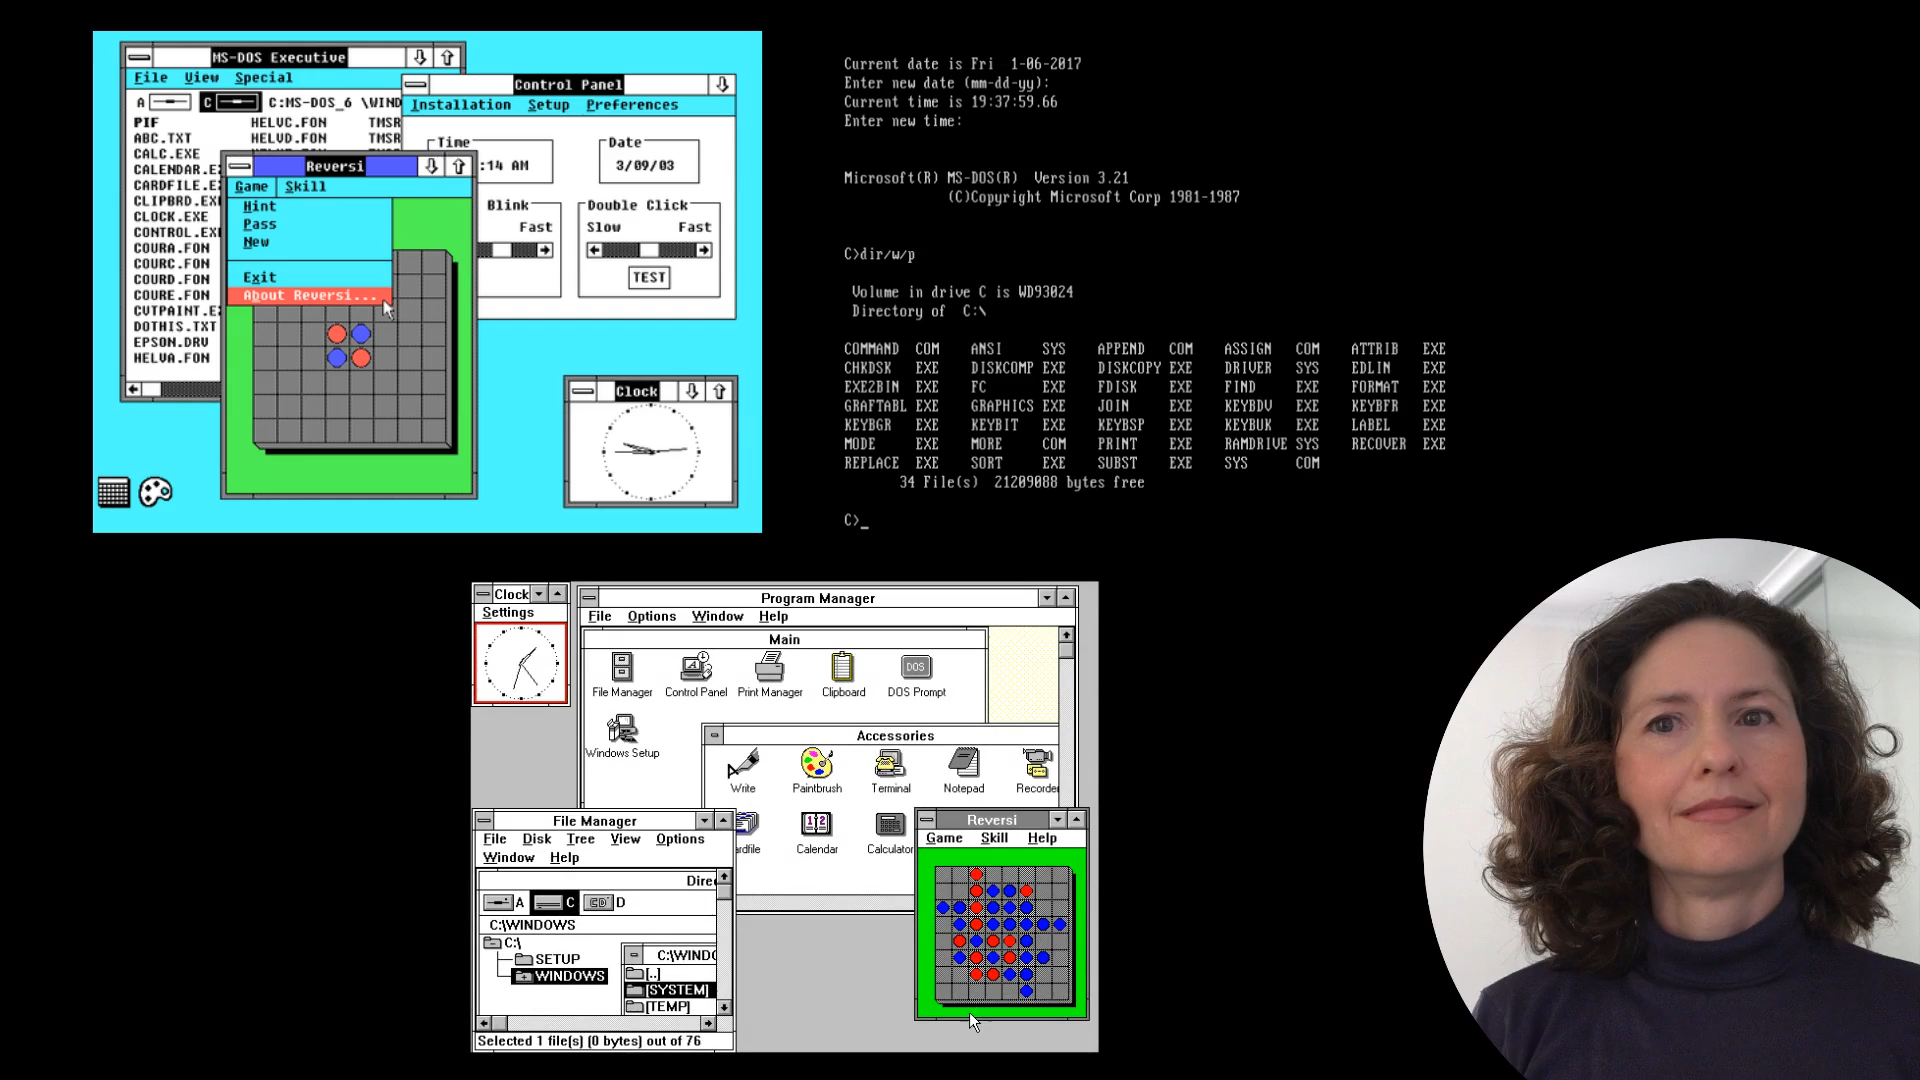 MS-DOS Executive
File View Special
A C C:MS-DOS_6 \WIND
PIF HELVC.FON TMSR
ABC.TXT HELVD.FON TMSR
CALC.EXE
CALENDAR.E
CARDFILE.E
CLIPBRD.EX
CLOCK.EXE
CONTROL.EX
COURA.FON
COURC.FON
COURD.FON
COURE.FON
CVTPAINT.E
DOTHIS.TXT
EPSON.DRV
HELVA.FON
Control Panel
Installation Setup Preferences
Time Date
:14 AM 3/09/03
Blink Double Click
Fast Slow Fast
TEST
Reversi
Game Skill
Hint
Pass
New
Exit
About Reversi...
Clock
Current date is Fri 1-06-2017
Enter new date (mm-dd-yy):
Current time is 19:37:59.66
Enter new time:
Microsoft(R) MS-DOS(R) Version 3.21
(C)Copyright Microsoft Corp 1981-1987
C>dir/w/p
Volume in drive C is WD93024
Directory of C:\
COMMAND COM ANSI SYS APPEND COM ASSIGN COM ATTRIB EXE
CHKDSK EXE DISKCOMP EXE DISKCOPY EXE DRIVER SYS EDLIN EXE
EXE2BIN EXE FC EXE FDISK EXE FIND EXE FORMAT EXE
GRAFTABL EXE GRAPHICS EXE JOIN EXE KEYBDV EXE KEYBFR EXE
KEYBGR EXE KEYBIT EXE KEYBSP EXE KEYBUK EXE LABEL EXE
MODE EXE MORE COM PRINT EXE RAMDRIVE SYS RECOVER EXE
REPLACE EXE SORT EXE SUBST EXE SYS COM
34 File(s) 21209088 bytes free
C>_
Clock
Settings
Program Manager
File Options Window Help
Main
File Manager Control Panel Print Manager Clipboard DOS Prompt
DOS
Windows Setup
Accessories
Write Paintbrush Terminal Notepad Recorder
ardfile Calendar Calculator
File Manager
File Disk Tree View Options
Window Help
Direc
A C D
C:\WINDOWS
C:\
SETUP
WINDOWS
C:\WINDO
[..]
[SYSTEM]
[TEMP]
Selected 1 file(s) (0 bytes) out of 76
Reversi
Game Skill Help